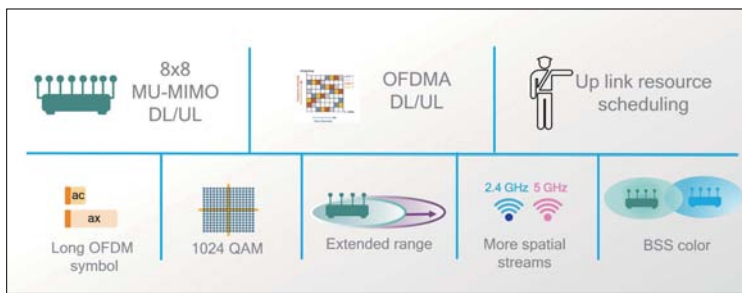 8x8
MU-MIMO
DL/UL
OFDMA
DL/UL
Up link resource
scheduling
ac
ax
Long OFDM
symbol
1024 QAM
Extended range
2.4 GHz 5 GHz
More spatial
streams
BSS color